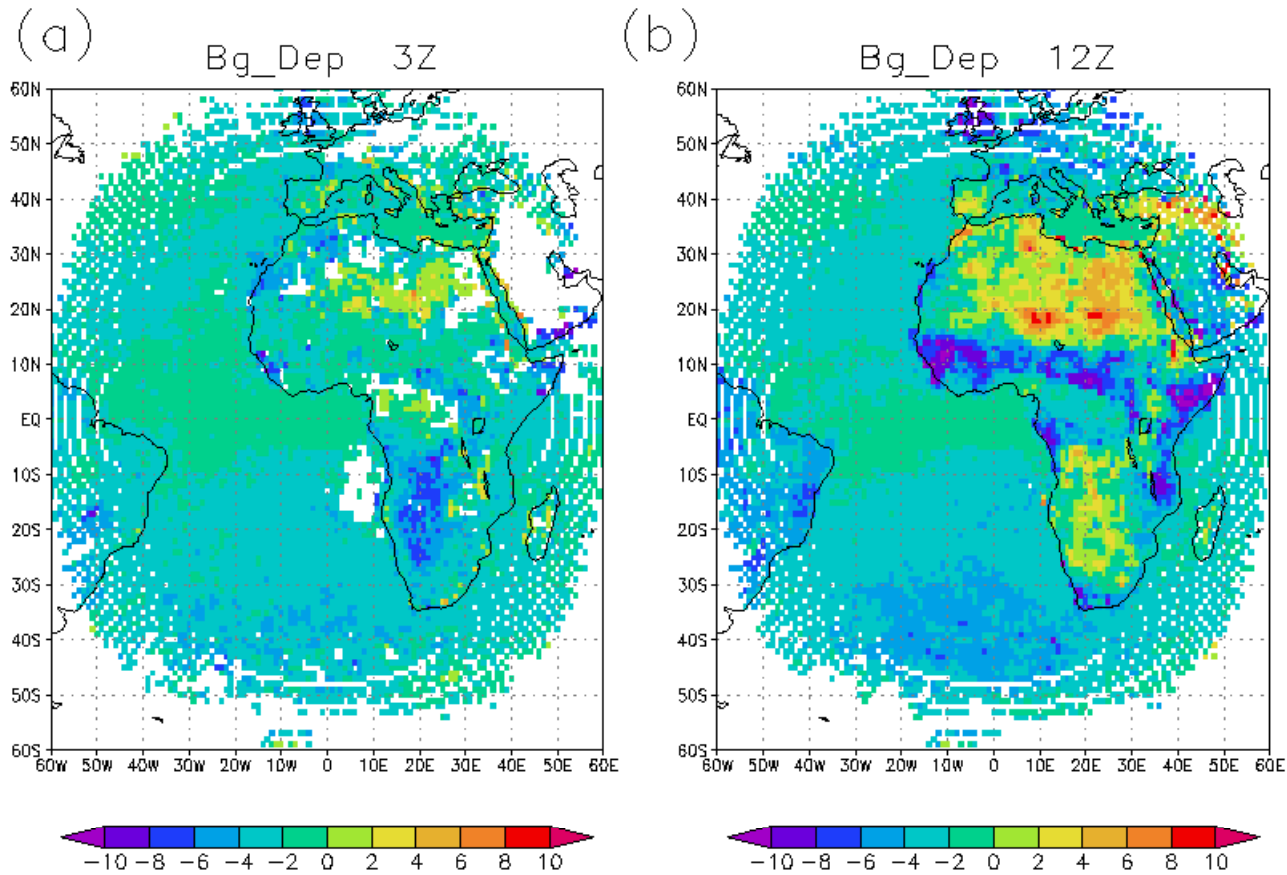 (a)
Bg_Dep 3Z
60N
50N
40N
30N
20N
10N
EQ
10S
20S
30S
40S
50S
60S
60W 50W 40W 30W 20W 10W 0 10E 20E 30E 40E 50E 60E
−10 −8 −6 −4 −2 0 2 4 6 8 10
(b)
Bg_Dep 12Z
60N
50N
40N
30N
20N
10N
EQ
10S
20S
30S
40S
50S
60S
60W 50W 40W 30W 20W 10W 0 10E 20E 30E 40E 50E 60E
−10 −8 −6 −4 −2 0 2 4 6 8 10